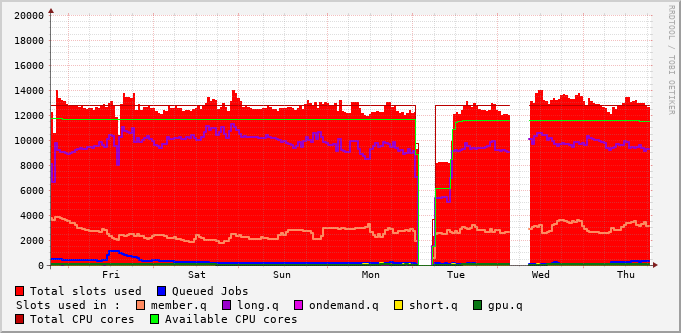 20000
18000
16000
14000
12000
10000
8000
6000
4000
2000
0
Fri Sat Sun Mon Tue Wed Thu
RRDTOOL / TOBI OETIKER
Total slots used Queued Jobs
Slots used in : member.q long.q ondemand.q short.q gpu.q
Total CPU cores Available CPU cores